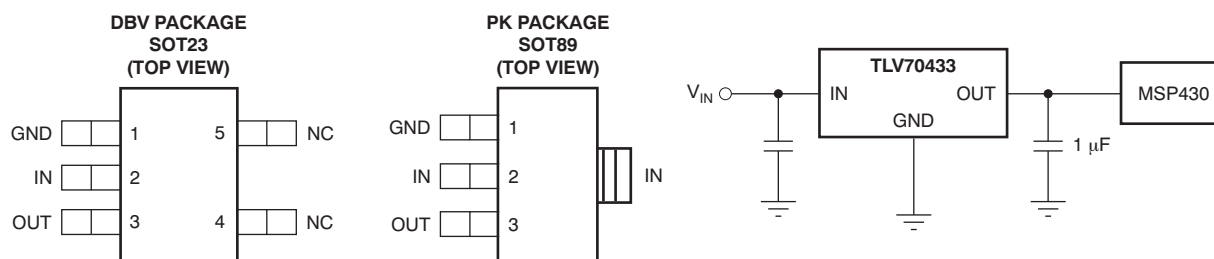 DBV PACKAGE
SOT23
(TOP VIEW)
GND
1
5
NC
IN
2
OUT
3
4
NC
PK PACKAGE
SOT89
(TOP VIEW)
GND
1
IN
2
IN
OUT
3
TLV70433
VIN
IN
OUT
GND
MSP430
1 μF